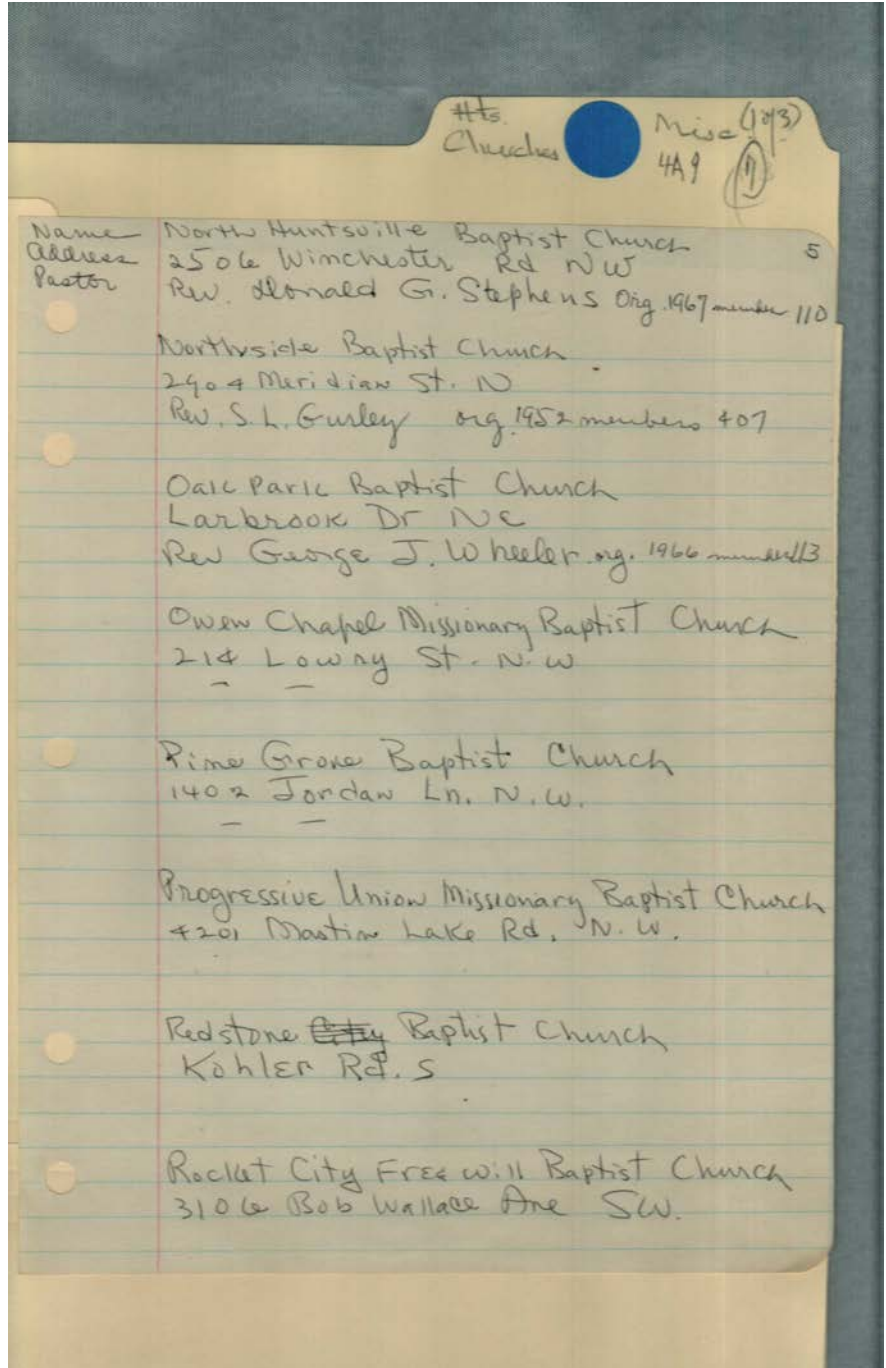 Hts.
Churches
Misc (1 of 3)
4A9
5
Name North Huntsville Baptist Church
Address 2506 Winchester Rd NW
Pastor Rev. Donald G. Stephens Org. 1967 member 110
Northside Baptist Church
2904 Meridian St. N
Rev. S. L. Gurley org 1952 members 407
Oak Park Baptist Church
Larbrook Dr NE
Rev George J. Wheeler org. 1966 members 113
Owen Chapel Missionary Baptist Church
214 Lowry St. N. W
Pine Grove Baptist Church
1402 Jordan Ln. N. W.
Progressive Union Missionary Baptist Church
4201 Mastin Lake Rd. N. W.
Redstone City Baptist Church
Kohler Rd. S
Rocket City Free will Baptist Church
3106 Bob Wallace Ave SW.